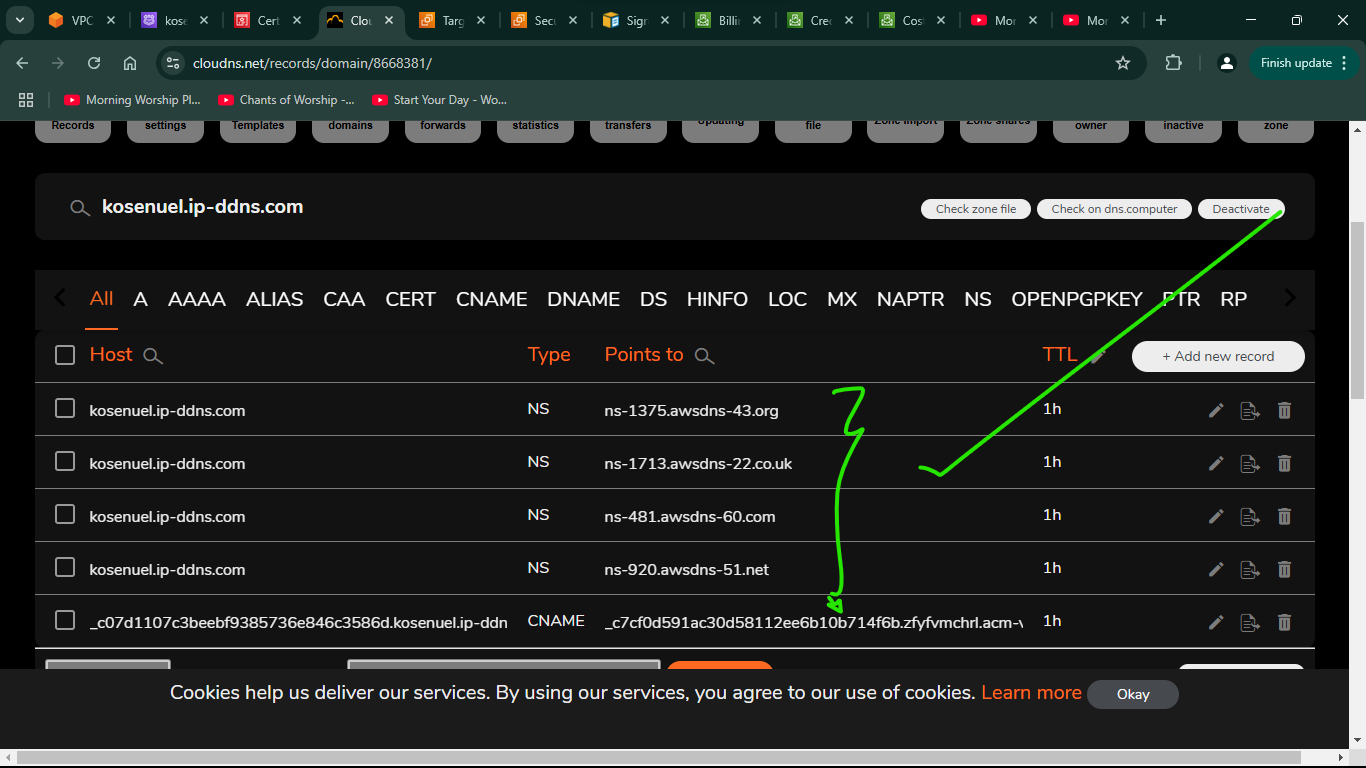 VPC
kose
Cert
Clou
Targ
Secu
Sign
Billi
Cred
Cost
Mor
Mor
cloudns.net/records/domain/8668381/
Finish update
Morning Worship Pl...
Chants of Worship -...
Start Your Day - Wo...
Records
settings
Templates
domains
forwards
statistics
transfers
Updating
file
Zone import
Zone shares
owner
inactive
zone
kosenuel.ip-ddns.com
Check zone file
Check on dns.computer
Deactivate
All A AAAA ALIAS CAA CERT CNAME DNAME DS HINFO LOC MX NAPTR NS OPENPGPKEY PTR RP
Host Type Points to TTL + Add new record
kosenuel.ip-ddns.com NS ns-1375.awsdns-43.org 1h
kosenuel.ip-ddns.com NS ns-1713.awsdns-22.co.uk 1h
kosenuel.ip-ddns.com NS ns-481.awsdns-60.com 1h
kosenuel.ip-ddns.com NS ns-920.awsdns-51.net 1h
_c07d1107c3beebf9385736e846c3586d.kosenuel.ip-ddn CNAME _c7cf0d591ac30d58112ee6b10b714f6b.zfyfvmchrl.acm-v 1h
Cookies help us deliver our services. By using our services, you agree to our use of cookies. Learn more Okay